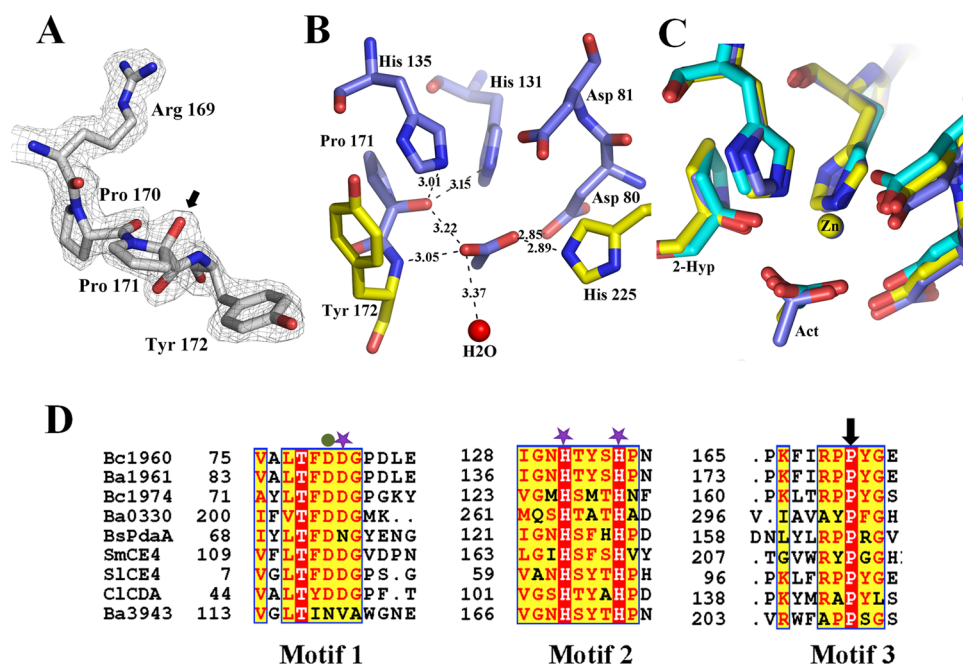 A
Arg 169
Pro 170
Pro 171
Tyr 172
B
His 135
His 131
Asp 81
Pro 171
3.01
3.15
Asp 80
3.22
2.85
2.89
3.05
His 225
Tyr 172
3.37
H2O
C
Zn
2-Hyp
Act
D
Bc1960 75 VALTFDDGPDLE 128 IGNHTYSHPN 165 .PKFIRPPYGE
Ba1961 83 VALTFDDGPDLE 136 IGNHTYSHPN 173 .PKFIRPPYGE
Bc1974 71 AYLTFDDGPGKY 123 VGMHSMTHNF 160 .PKLTRPPYGS
Ba0330 200 IFVTFDDGMK.. 261 MQSHTATHAD 296 V.IAVAYPFGH
BsPdaA 68 IYLTFDNGYENG 121 IGNHSFHHPD 158 DNLYLRPPRGV
SmCE4 109 VFLTFDDGVDPN 163 LGIHSFSHVY 207 TGVWRYPGGH
SlCE4 7 VGLTFDDGPS.G 59 VANHSYTHPH 96 .PKLFRPPYGE
ClCDA 44 VALTYDDGPF.T 101 VGSHTYAHPD 138 .PKYMRAPYLS
Ba3943 113 VGLTINVAWGNE 166 VGNHSYTHPN 203 .VRWFAPPSGS
Motif 1 Motif 2 Motif 3